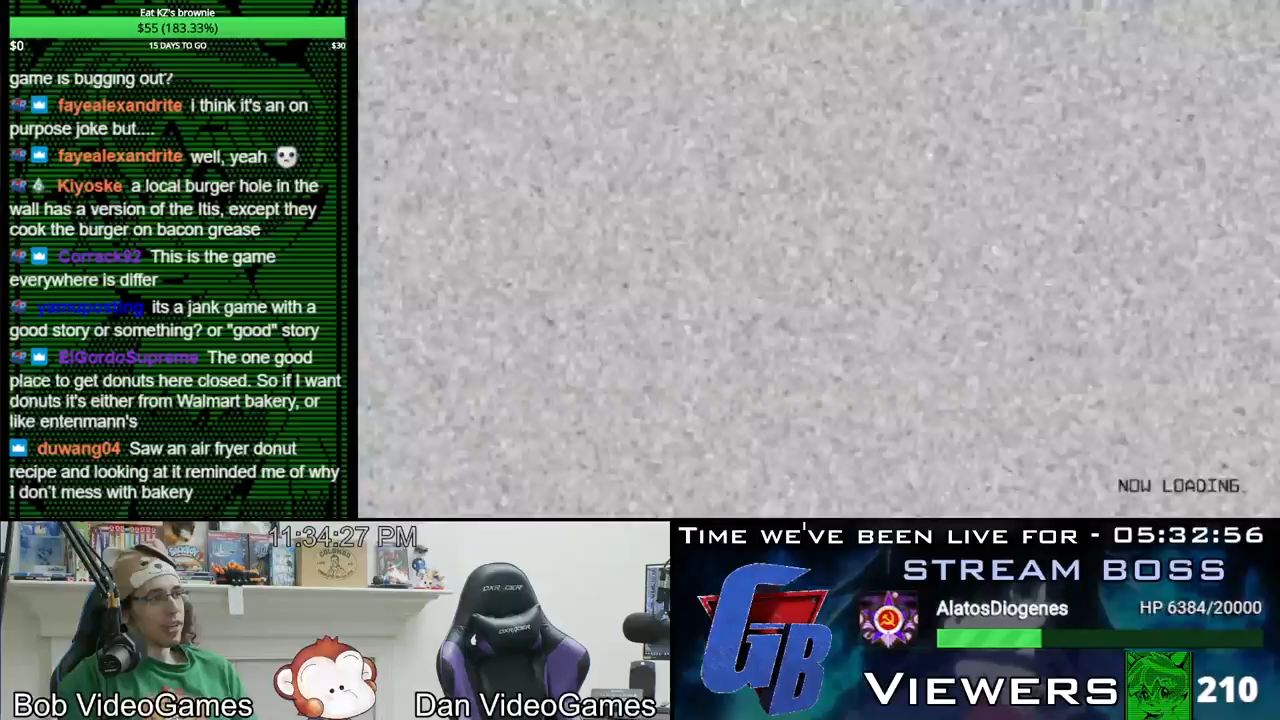 Eat KZ's brownie
$55 (183.33%)
$0
15 DAYS TO GO
$30
game is bugging out?
fayealexandrite i think it's an on
purpose joke but....
fayealexandrite well, yeah
Kiyoske a local burger hole in the
wall has a version of the Itis, except they
cook the burger on bacon grease
Corrack92 This is the game
everywhere is differ
yamuposting its a jank game with a
good story or something? or "good" story
ElGordoSupreme The one good
place to get donuts here closed. So if I want
donuts it's either from Walmart bakery, or
like entenmann's
duwang04 Saw an air fryer donut
recipe and looking at it reminded me of why
I don't mess with bakery
NOW LOADING
11:34:27 PM
COLUMBO
DXRACER
DXRACER
Bob VideoGames
Dan VideoGames
TIME WE'VE BEEN LIVE FOR - 05:32:56
STREAM BOSS
AlatosDiogenes
HP 6384/20000
GB
VIEWERS
210